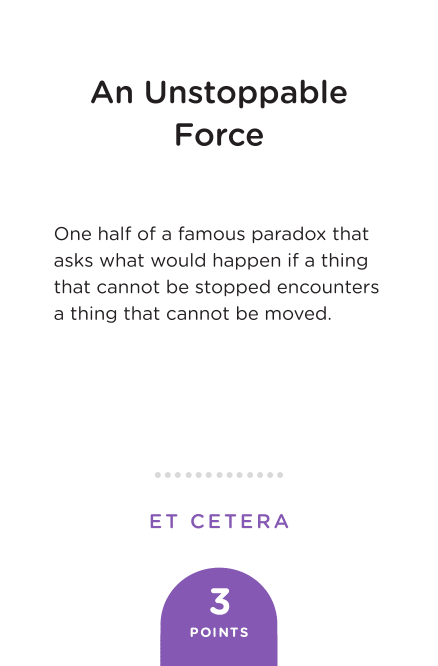 An Unstoppable
Force
One half of a famous paradox that
asks what would happen if a thing
that cannot be stopped encounters
a thing that cannot be moved.
ET CETERA
3
POINTS